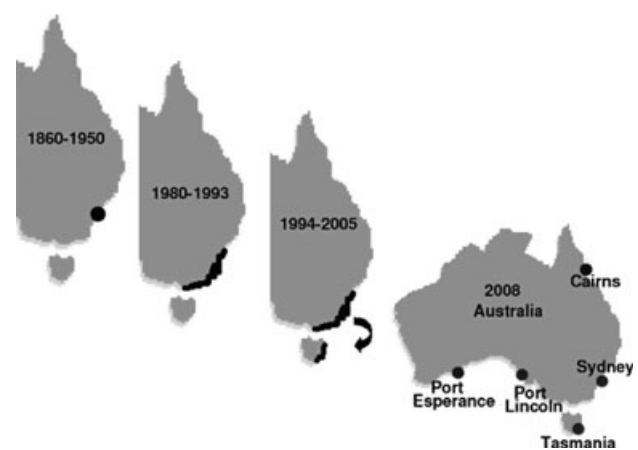 1860-1950
1980-1993
1994-2005
2008
Australia
Cairns
Sydney
Port
Esperance
Port
Lincoln
Tasmania